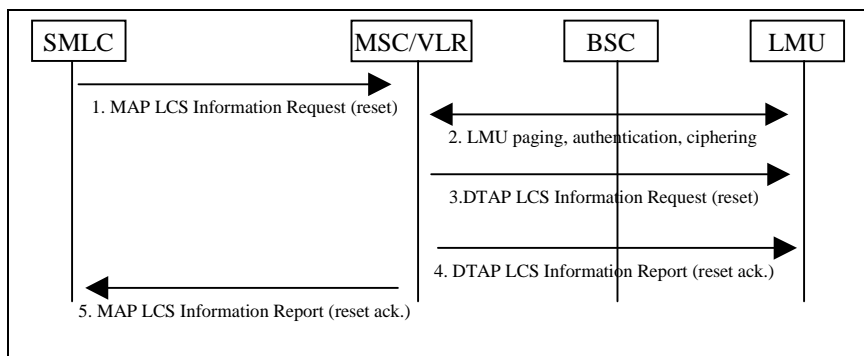 SMLC MSC/VLR BSC LMU
1. MAP LCS Information Request (reset)
2. LMU paging, authentication, ciphering
3.DTAP LCS Information Request (reset)
4. DTAP LCS Information Report (reset ack.)
5. MAP LCS Information Report (reset ack.)